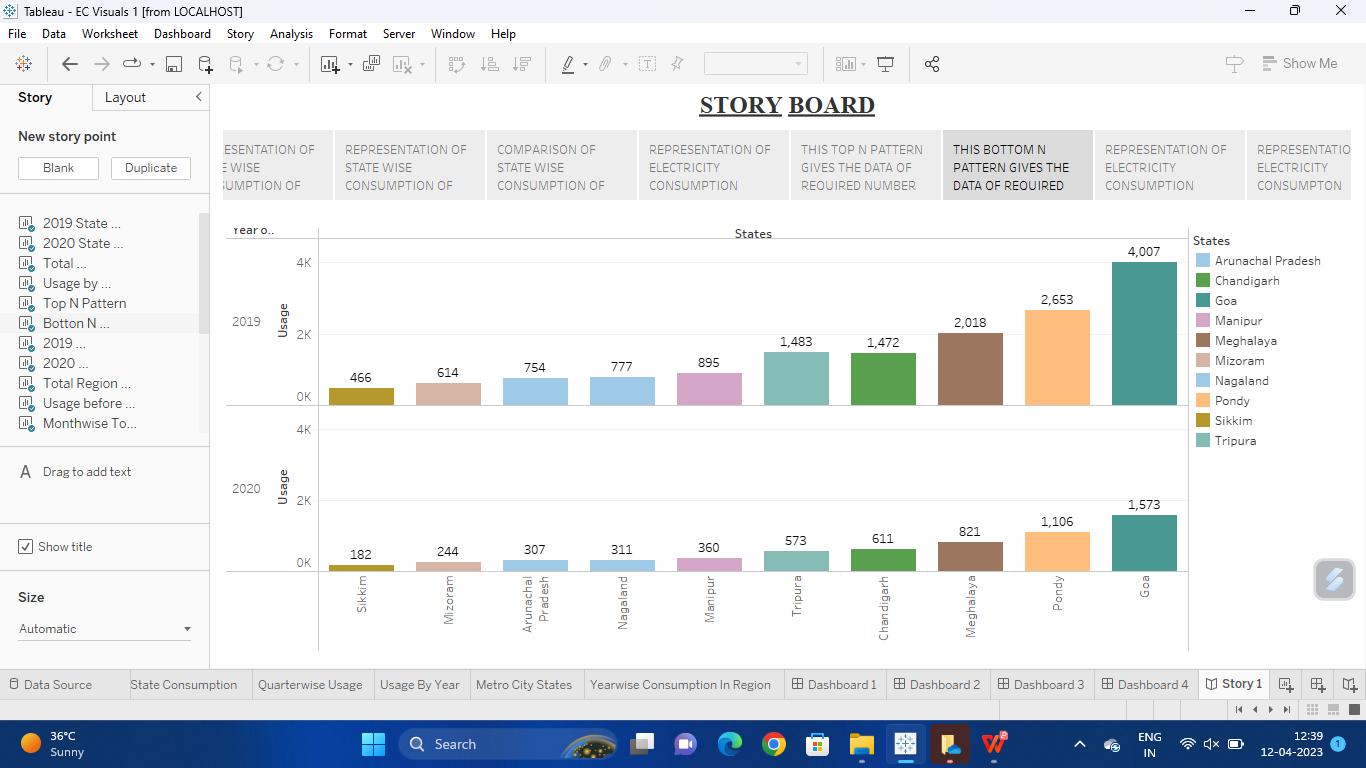 Tableau - EC Visuals 1 [from LOCALHOST]
File Data Worksheet Dashboard Story Analysis Format Server Window Help
Show Me
Story Layout
New story point
Blank Duplicate
2019 State ...
2020 State ...
Total ...
Usage by ...
Top N Pattern
Botton N ...
2019 ...
2020 ...
Total Region ...
Usage before ...
Monthwise To...
A Drag to add text
Show title
Size
Automatic
STORY BOARD
ESENTATION OF
E WISE
SUMPTION OF
REPRESENTATION OF
STATE WISE
CONSUMPTION OF
COMPARISON OF
STATE WISE
CONSUMPTION OF
REPRESENTATION OF
ELECTRICITY
CONSUMPTION
THIS TOP N PATTERN
GIVES THE DATA OF
REQUIRED NUMBER
THIS BOTTOM N
PATTERN GIVES THE
DATA OF REQUIRED
REPRESENTATION OF
ELECTRICITY
CONSUMPTION
REPRESENTATIO
ELECTRICITY
CONSUMPTON
Year o..
States
2019
Usage
4K
2K
0K
466
614
754
777
895
1,483
1,472
2,018
2,653
4,007
2020
Usage
4K
2K
0K
182
244
307
311
360
573
611
821
1,106
1,573
Sikkim
Mizoram
Arunachal
Pradesh
Nagaland
Manipur
Tripura
Chandigarh
Meghalaya
Pondy
Goa
States
Arunachal Pradesh
Chandigarh
Goa
Manipur
Meghalaya
Mizoram
Nagaland
Pondy
Sikkim
Tripura
Data Source State Consumption Quarterwise Usage Usage By Year Metro City States Yearwise Consumption In Region Dashboard 1 Dashboard 2 Dashboard 3 Dashboard 4 Story 1
36°C
Sunny
Search
ENG
IN
12:39
12-04-2023
1